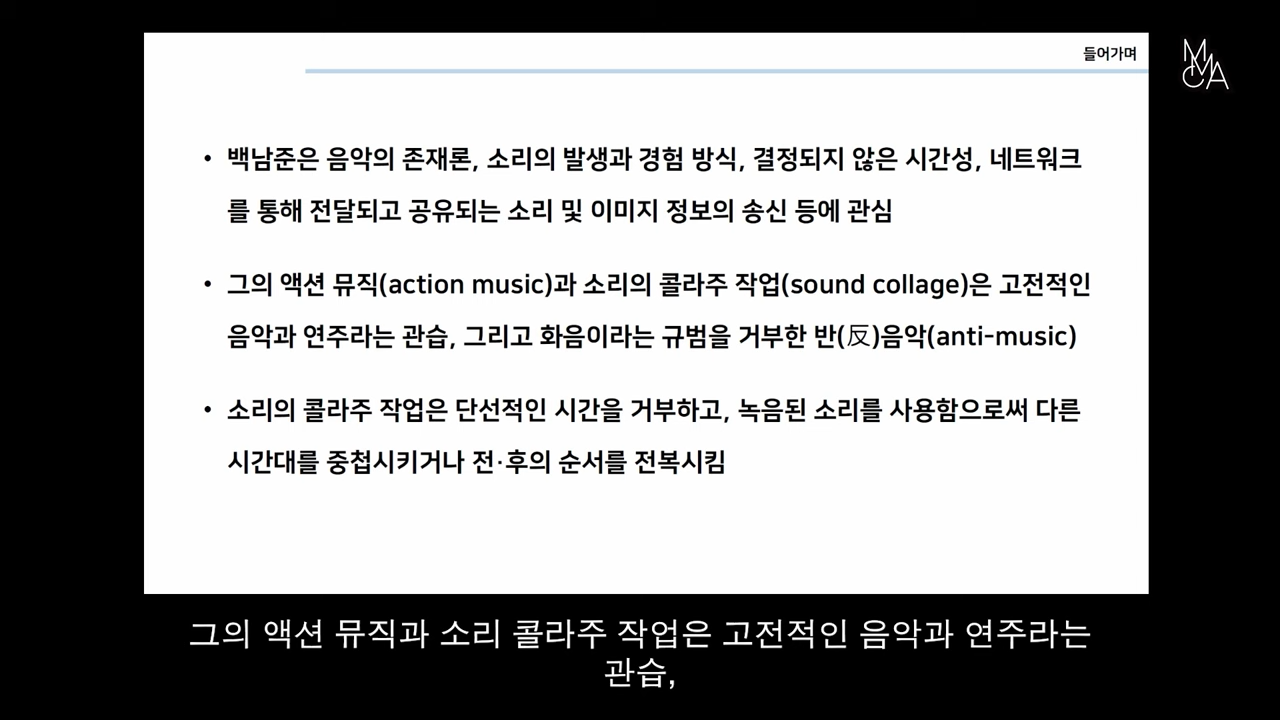 들어가며
MMCA
• 백남준은 음악의 존재론, 소리의 발생과 경험 방식, 결정되지 않은 시간성, 네트워크
를 통해 전달되고 공유되는 소리 및 이미지 정보의 송신 등에 관심
• 그의 액션 뮤직(action music)과 소리의 콜라주 작업(sound collage)은 고전적인
음악과 연주라는 관습, 그리고 화음이라는 규범을 거부한 반(反)음악(anti-music)
• 소리의 콜라주 작업은 단선적인 시간을 거부하고, 녹음된 소리를 사용함으로써 다른
시간대를 중첩시키거나 전·후의 순서를 전복시킴
그의 액션 뮤직과 소리 콜라주 작업은 고전적인 음악과 연주라는
관습,